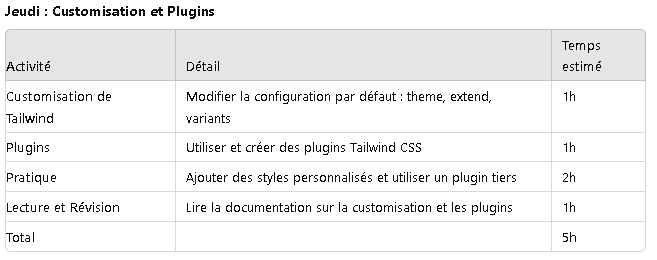 Jeudi : Customisation et Plugins
Activité Détail Temps
estimé
Customisation de Modifier la configuration par défaut : theme, extend, 1h
Tailwind variants
Plugins Utiliser et créer des plugins Tailwind CSS 1h
Pratique Ajouter des styles personnalisés et utiliser un plugin tiers 2h
Lecture et Révision Lire la documentation sur la customisation et les plugins 1h
Total 5h